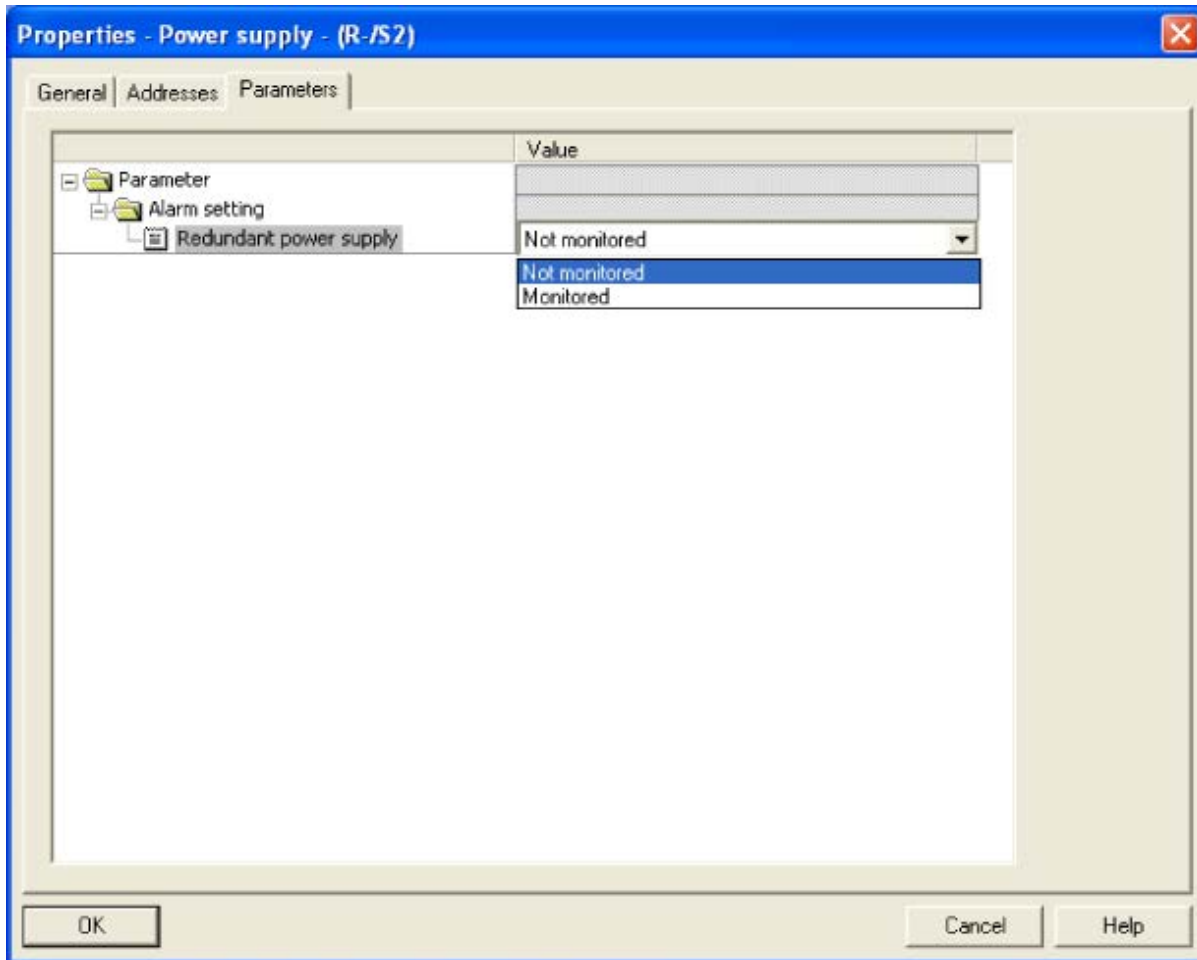 Properties - Power supply - (R-/S2)
General Addresses Parameters
Value
Parameter
Alarm setting
Redundant power supply Not monitored
Not monitored
Monitored
OK Cancel Help